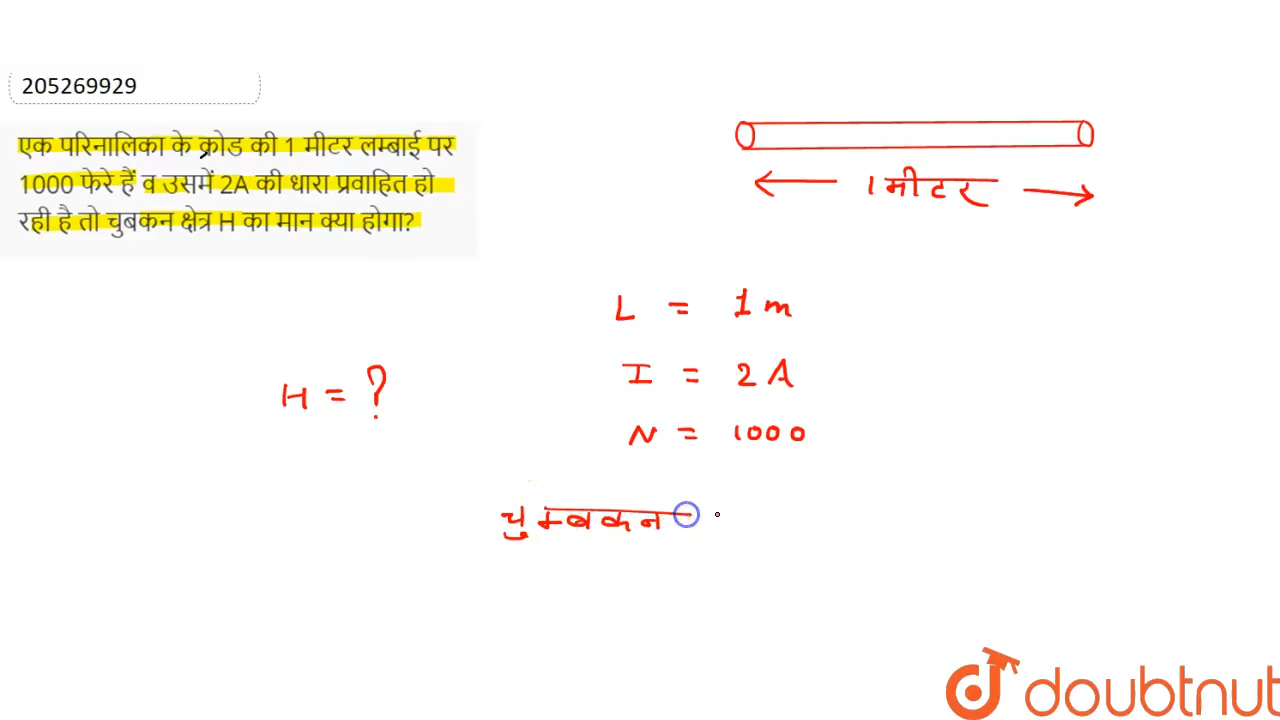 205269929
एक परिनालिका के क्रोड की 1 मीटर लम्बाई पर
1000 फेरे हैं व उसमें 2A की धारा प्रवाहित हो
रही है तो चुबकन क्षेत्र H का मान क्या होगा?
1 मीटर
L = 1 m
I = 2 A
H = ?
N = 1000
चुम्बकन
doubtnut